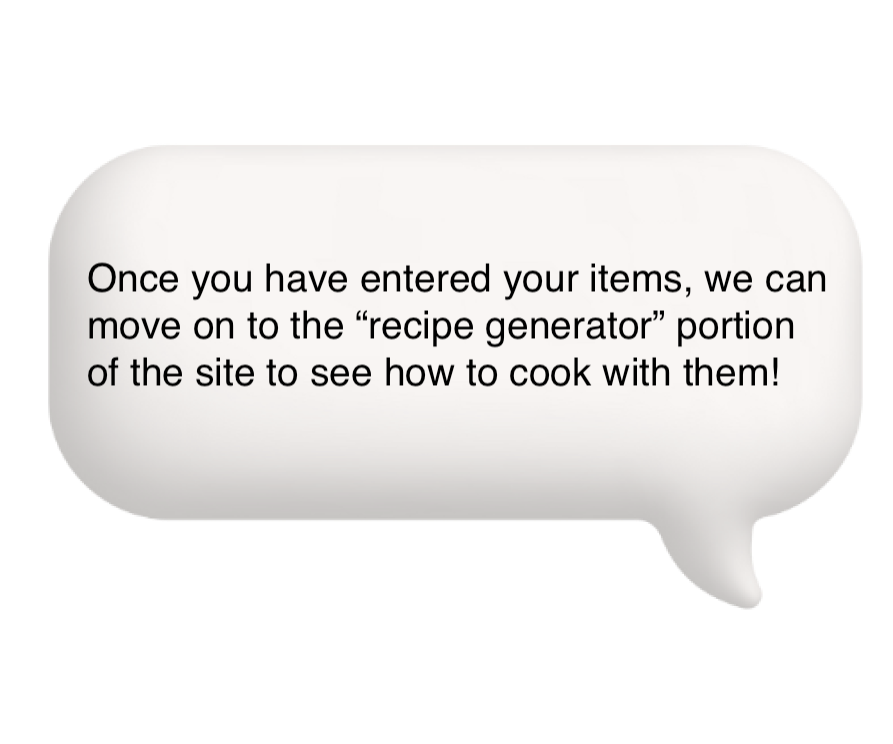 Once you have entered your items, we can
move on to the “recipe generator” portion
of the site to see how to cook with them!